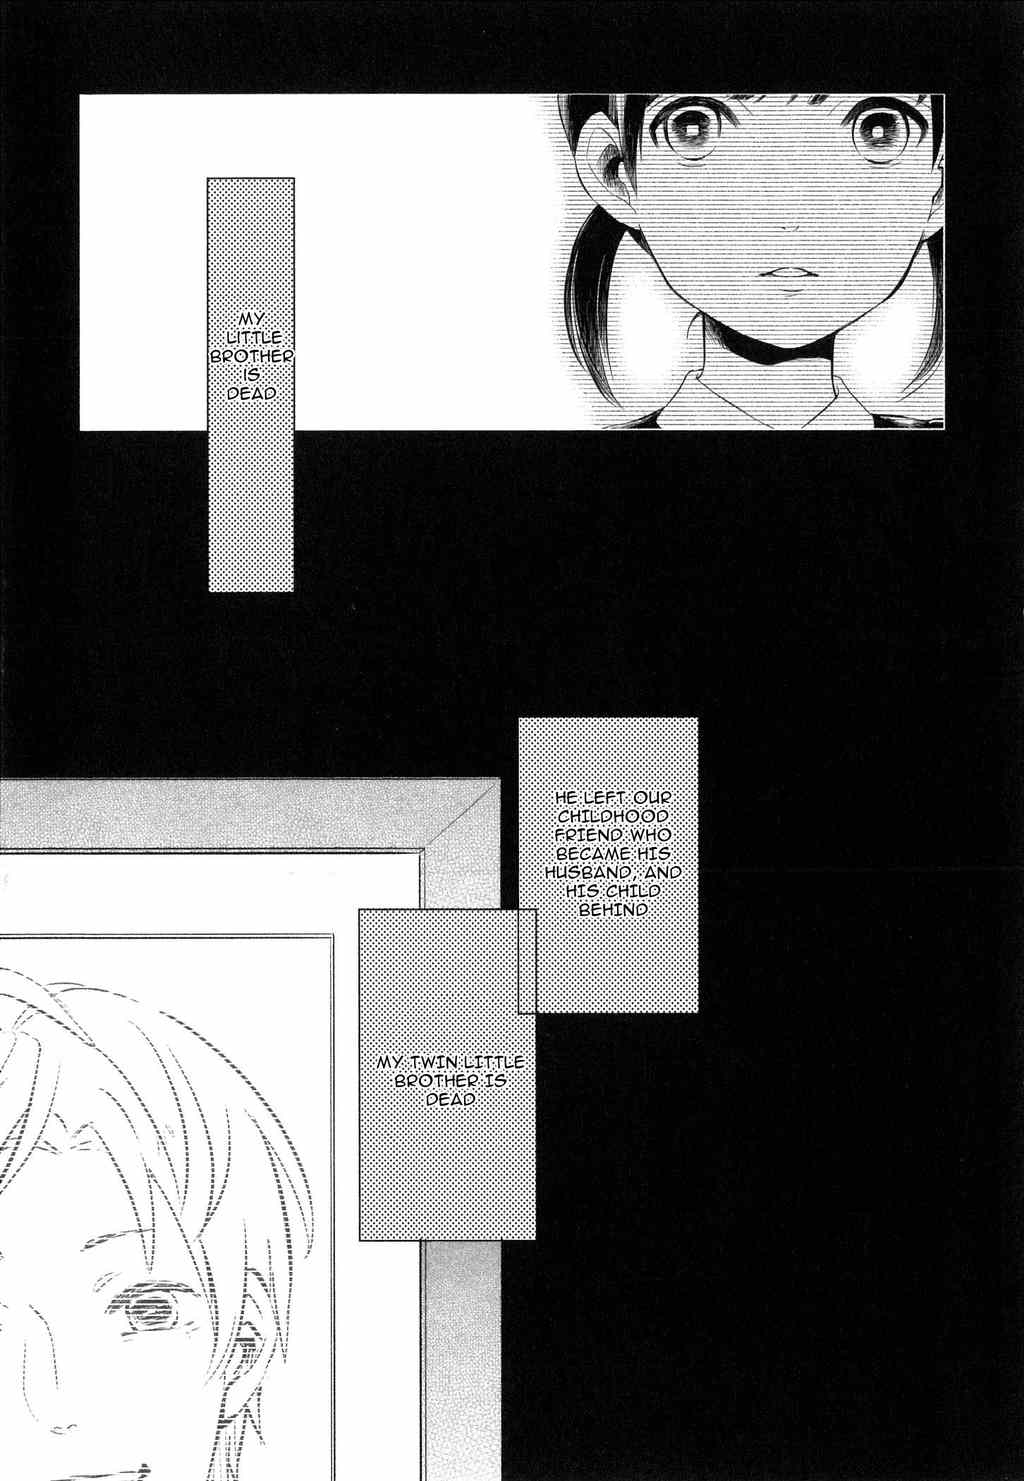 MY
LITTLE
BROTHER
IS
DEAD
HE LEFT OUR
CHILDHOOD
FRIEND WHO
BECAME HIS
HUSBAND, AND
HIS CHILD
BEHIND
MY TWIN LITTLE
BROTHER IS
DEAD